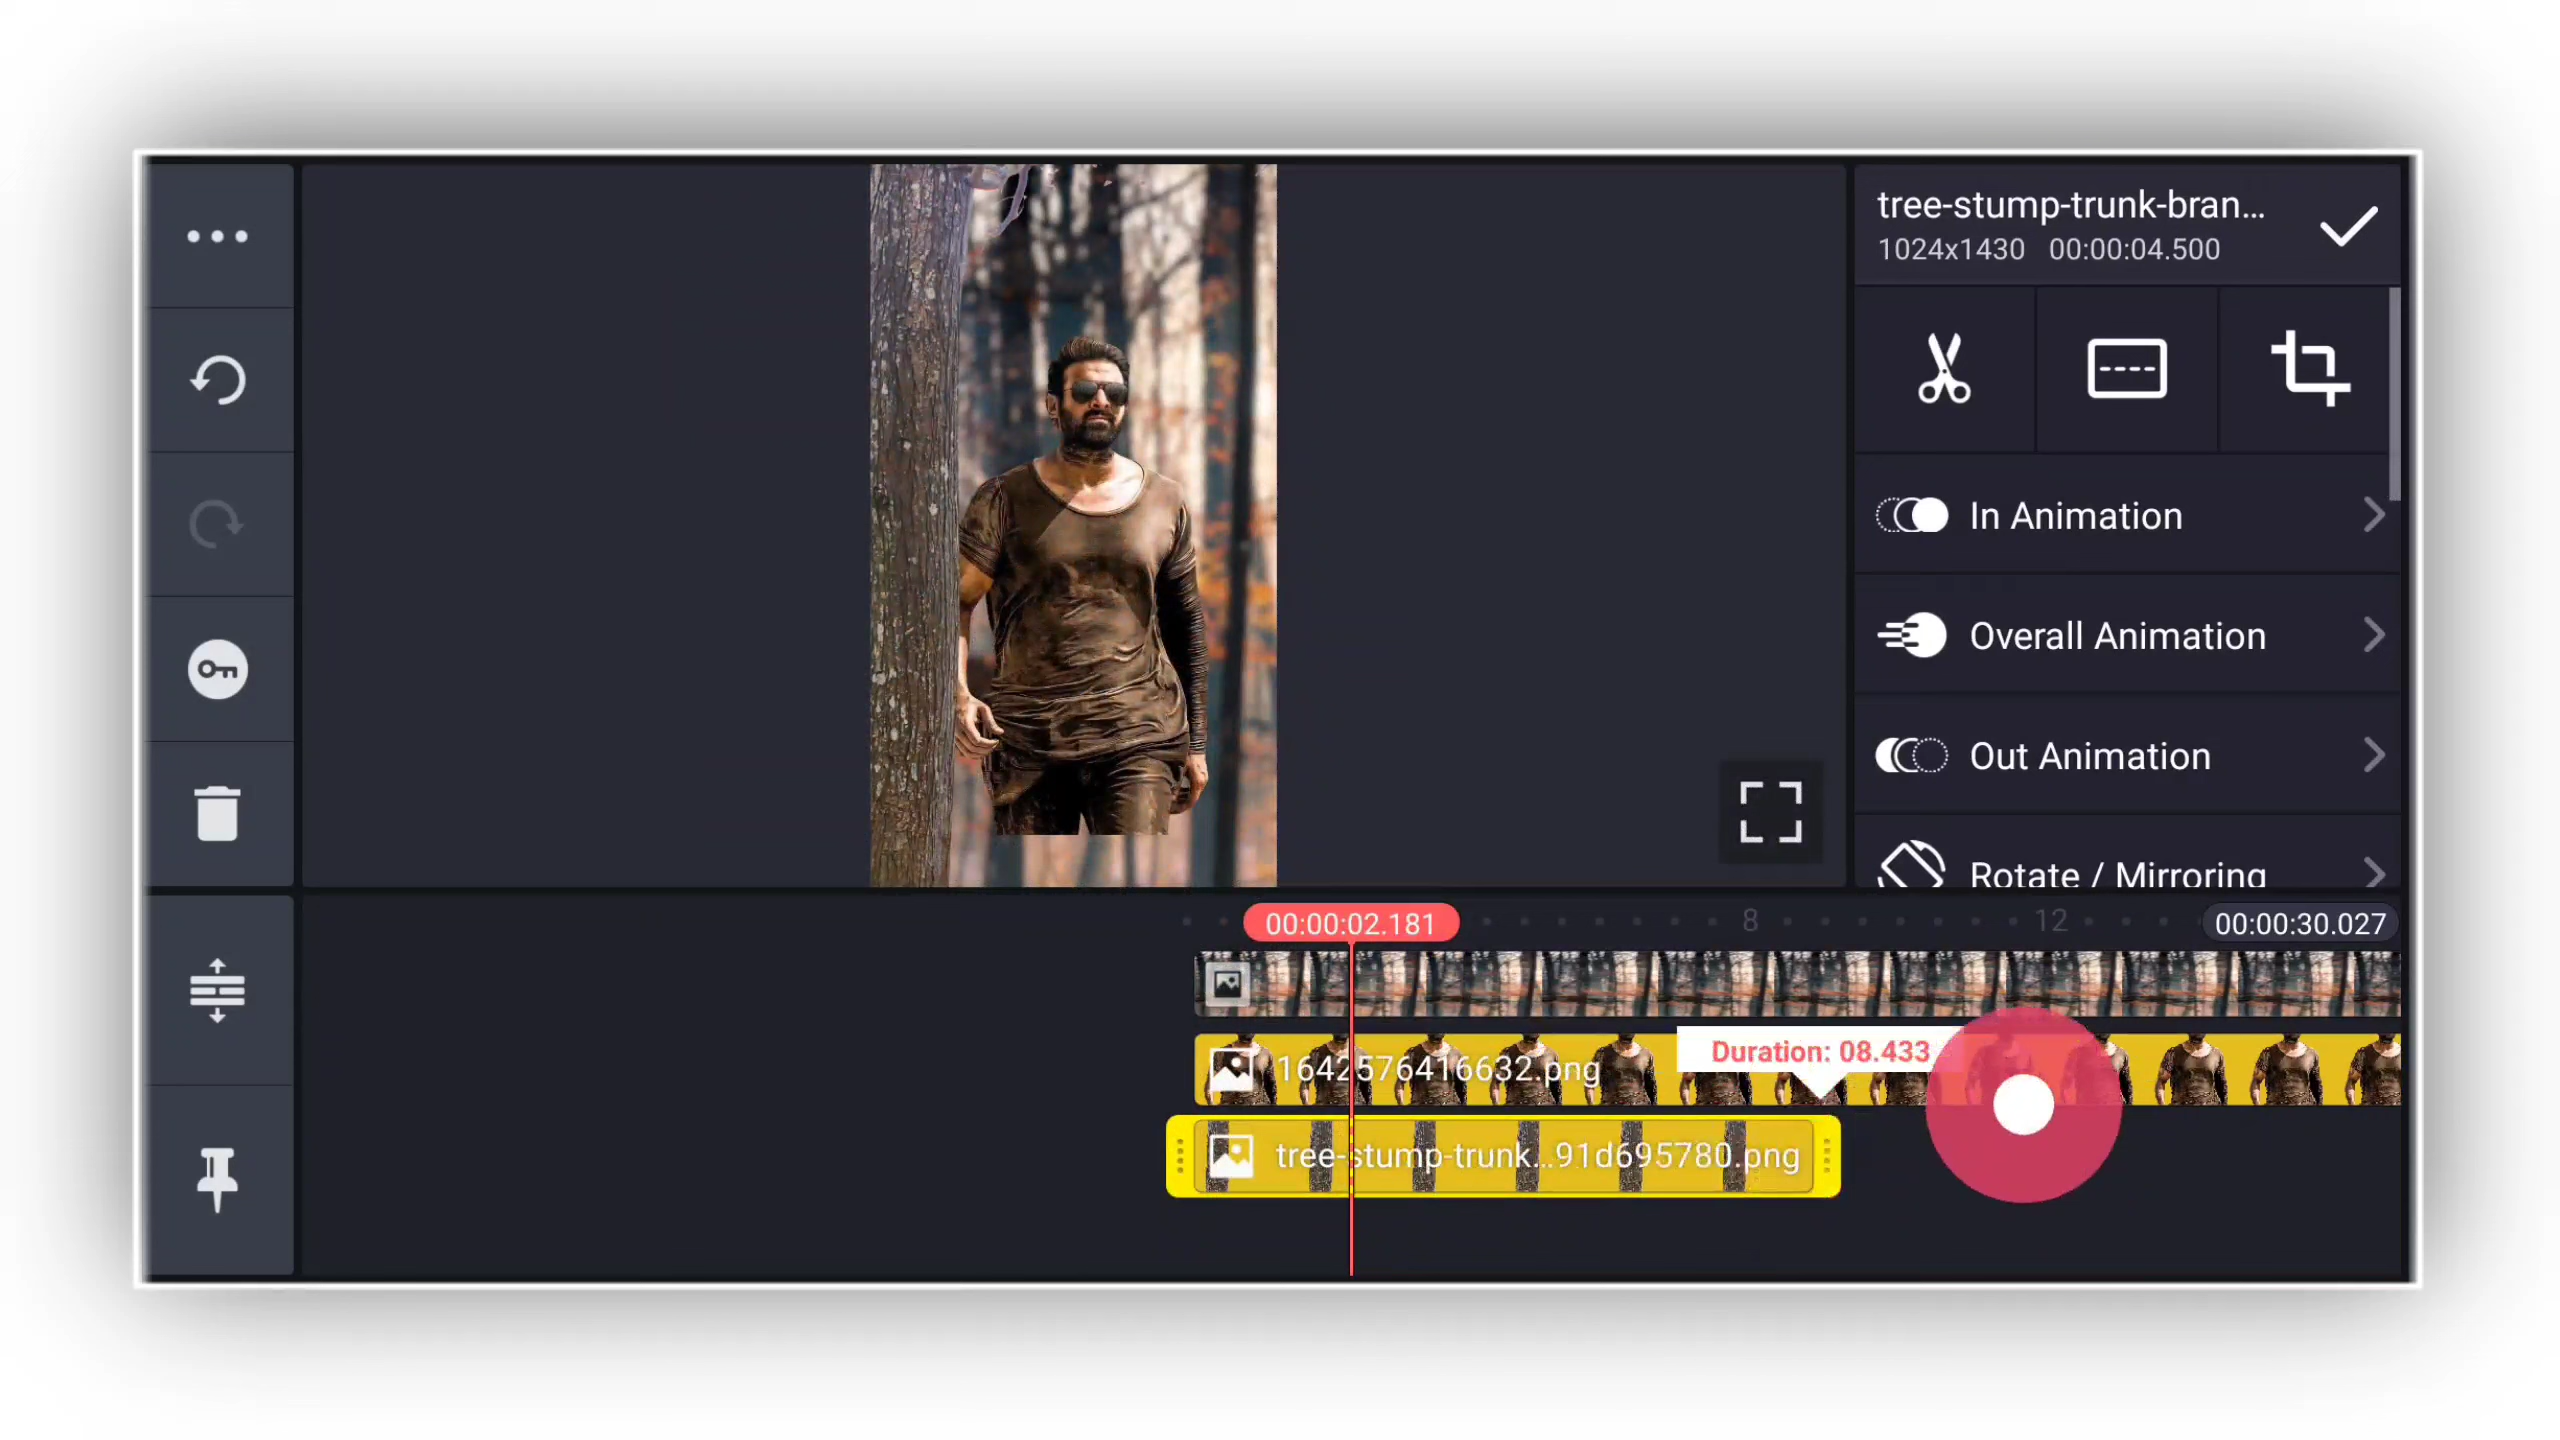 tree-stump-trunk-bran...
1024x1430 00:00:04.500
In Animation
Overall Animation
Out Animation
Rotate / Mirroring
00:00:02.181
8
12
00:00:30.027
1642576416632.png
Duration: 08.433
tree-stump-trunk...91d695780.png